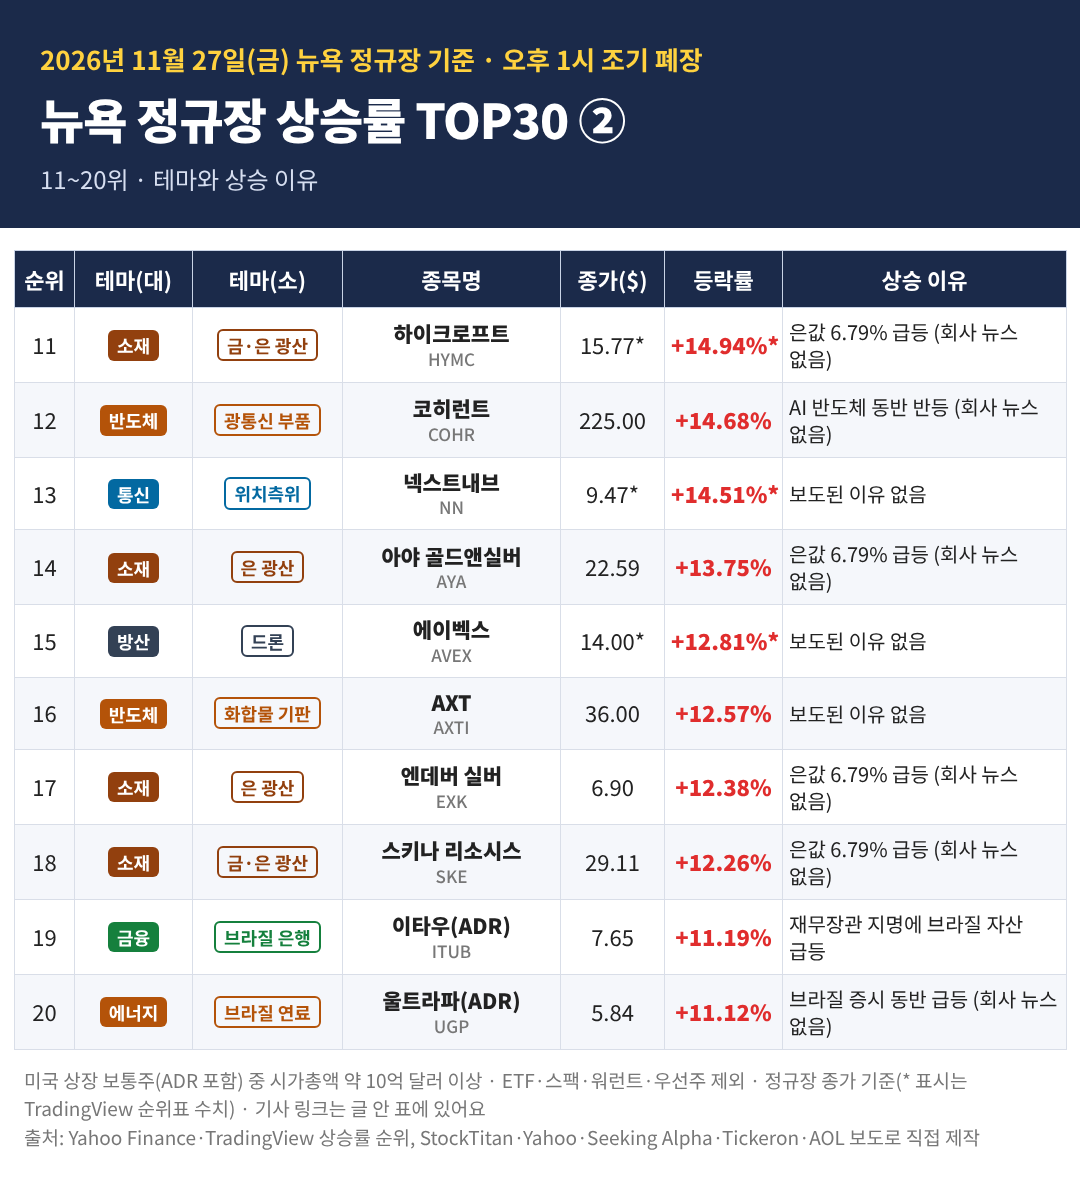 2026년 11월 27일(금) 뉴욕 정규장 기준 · 오후 1시 조기 폐장
뉴욕 정규장 상승률 TOP30 ②
11~20위 · 테마와 상승 이유
순위 테마(대) 테마(소) 종목명 종가($) 등락률 상승 이유
11 소재 금·은 광산 하이크로프트 15.77* +14.94%* 은값 6.79% 급등 (회사 뉴스
HYMC 없음)
12 반도체 광통신 부품 코히런트 225.00 +14.68% AI 반도체 동반 반등 (회사 뉴스
COHR 없음)
13 통신 위치측위 넥스트내브 9.47* +14.51%* 보도된 이유 없음
NN
14 소재 은 광산 아야 골드앤실버 22.59 +13.75% 은값 6.79% 급등 (회사 뉴스
AYA 없음)
15 방산 드론 에이벡스 14.00* +12.81%* 보도된 이유 없음
AVEX
16 반도체 화합물 기판 AXT 36.00 +12.57% 보도된 이유 없음
AXTI
17 소재 은 광산 엔데버 실버 6.90 +12.38% 은값 6.79% 급등 (회사 뉴스
EXK 없음)
18 소재 금·은 광산 스키나 리소시스 29.11 +12.26% 은값 6.79% 급등 (회사 뉴스
SKE 없음)
19 금융 브라질 은행 이타우(ADR) 7.65 +11.19% 재무장관 지명에 브라질 자산
ITUB 급등
20 에너지 브라질 연료 울트라파(ADR) 5.84 +11.12% 브라질 증시 동반 급등 (회사 뉴스
UGP 없음)
미국 상장 보통주(ADR 포함) 중 시가총액 약 10억 달러 이상 · ETF·스팩·워런트·우선주 제외 · 정규장 종가 기준(* 표시는
TradingView 순위표 수치) · 기사 링크는 글 안 표에 있어요
출처: Yahoo Finance·TradingView 상승률 순위, StockTitan·Yahoo·Seeking Alpha·Tickeron·AOL 보도로 직접 제작